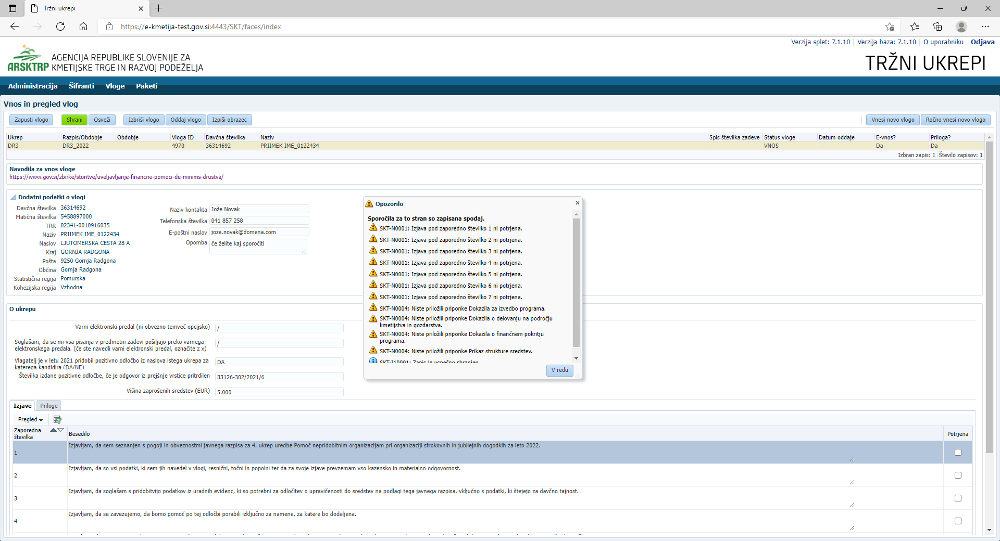 Tržni ukrepi
https://e-kmetija-test.gov.si:4443/SKT/faces/index
Verzija splet: 7.1.10 Verzija baza: 7.1.10 O uporabniku Odjava
ARSKTRP
AGENCIJA REPUBLIKE SLOVENIJE ZA
KMETIJSKE TRGE IN RAZVOJ PODEŽELJA
TRŽNI UKREPI
Administracija Šifranti Vloge Paketi
Vnos in pregled vlog
Zapusti vlogo Shrani Osveži Izbriši vlogo Oddaj vlogo Izpiši obrazec Vnesi novo vlogo Ročno vnesi novo vlogo
Ukrep Razpis/Obdobje Obdobje Vloga ID Davčna številka Naziv Spis številka zadeve Status vloge Datum oddaje E-vnos? Priloga?
DR3 DR3_2022 4970 36314692 PRIIMEK IME_0122434 VNOS Da Da
Izbran zapis: 1 Število zapisov: 1
Navodila za vnos vloge
https://www.gov.si/zbirke/storitve/uveljavljanje-financne-pomoci-de-minims-drustva/
Dodatni podatki o vlogi
Davčna številka 36314692
Matična številka 5458897000
TRR 02341-0010916035
Naziv PRIIMEK IME_0122434
Naslov LJUTOMERSKA CESTA 28 A
Kraj GORNJA RADGONA
Pošta 9250 Gornja Radgona
Občina Gornja Radgona
Statistična regija Pomurska
Kohezijska regija Vzhodna
Naziv kontakta Jože Novak
Telefonska številka 041 857 258
E-poštni naslov joze.novak@domena.com
Opomba če želite kaj sporočiti
Opozorilo
Sporočila za to stran so zapisana spodaj.
SKT-N0001: Izjava pod zaporedno številko 1 ni potrjena.
SKT-N0001: Izjava pod zaporedno številko 2 ni potrjena.
SKT-N0001: Izjava pod zaporedno številko 3 ni potrjena.
SKT-N0001: Izjava pod zaporedno številko 4 ni potrjena.
SKT-N0001: Izjava pod zaporedno številko 5 ni potrjena.
SKT-N0001: Izjava pod zaporedno številko 6 ni potrjena.
SKT-N0001: Izjava pod zaporedno številko 7 ni potrjena.
SKT-N0004: Niste priložili priponke Dokazila za izvedbo programa.
SKT-N0004: Niste priložili priponke Dokazila o delovanju na področju
kmetijstva in gozdarstva.
SKT-N0004: Niste priložili priponke Dokazila o finančnem pokritju
programa.
SKT-N0004: Niste priložili priponke Prikaz strukture sredstev.
SKT-I10001: Zapis je uspešno shranjen.
V redu
O ukrepu
Varni elektronski predal (ni obvezno temveč opcijsko) /
Soglašam, da se mi vsa pisanja v predmetni zadevi pošiljajo preko varnega
elektronskega predala. (če ste navedli varni elektronski predal, označite z x) /
Vlagatelj je v letu 2021 pridobil pozitivno odločbo iz naslova istega ukrepa za
katerega kandidira (DA/NE) DA
Številka izdane pozitivne odločbe, če je odgovor iz prejšnje vrstice pritrdilen 33126-302/2021/6
Višina zaprošenih sredstev (EUR) 5.000
Izjave Priloge
Pregled
Zaporedna
številka
Besedilo Potrjena
1 Izjavljam, da sem seznanjen s pogoji in obveznostmi javnega razpisa za 4. ukrep uredbe Pomoč nepridobitnim organizacijam pri organizaciji strokovnih in jubilejnih dogodkih za leto 2022.
2 Izjavljam, da so vsi podatki, ki sem jih navedel v vlogi, resnični, točni in popolni ter da za svoje izjave prevzemam vso kazensko in materialno odgovornost.
3 Izjavljam, da soglašam s pridobitvijo podatkov iz uradnih evidenc, ki so potrebni za odločitev o upravičenosti do sredstev na podlagi tega javnega razpisa, vključno s podatki, ki štejejo za davčno tajnost.
4 Izjavljam, da se zavezujemo, da bomo pomoč po tej odločbi porabili izključno za namene, za katere bo dodeljena.